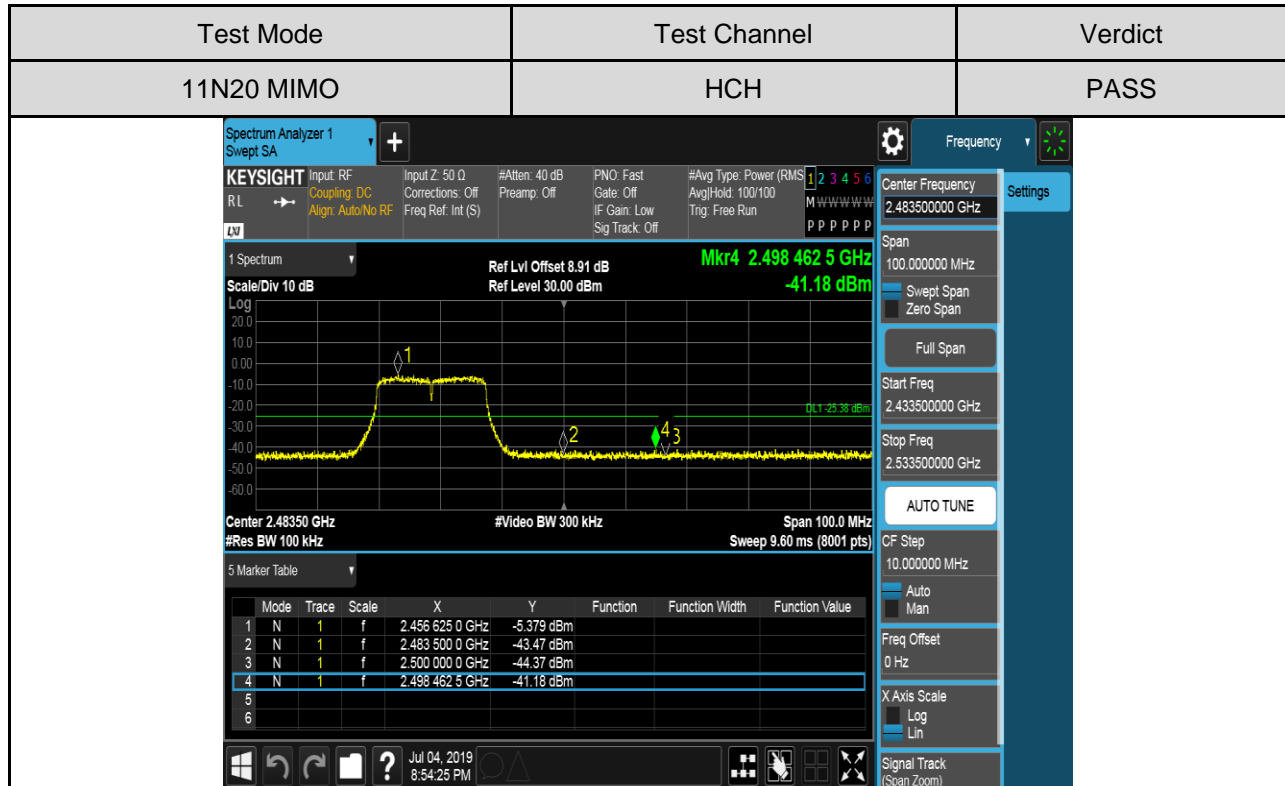 Test Mode Test Channel Verdict
11N20 MIMO HCH PASS
Spectrum Analyzer 1
Swept SA
+
Frequency
KEYSIGHT
RL
LXI
Input: RF
Coupling: DC
Align: Auto/No RF
Input Z: 50 Ω
Corrections: Off
Freq Ref: Int (S)
#Atten: 40 dB
Preamp: Off
PNO: Fast
Gate: Off
IF Gain: Low
Sig Track: Off
#Avg Type: Power (RMS
Avg|Hold: 100/100
Trig: Free Run
1 2 3 4 5 6
M W W W W W
P P P P P P
1 Spectrum
Scale/Div 10 dB
Ref Lvl Offset 8.91 dB
Ref Level 30.00 dBm
Mkr4 2.498 462 5 GHz
-41.18 dBm
Log
20.0
10.0
0.00
-10.0
-20.0
-30.0
-40.0
-50.0
-60.0
1
2
4
3
DL1 -25.38 dBm
Center 2.48350 GHz
#Res BW 100 kHz
#Video BW 300 kHz
Span 100.0 MHz
Sweep 9.60 ms (8001 pts)
5 Marker Table
Mode Trace Scale X Y Function Function Width Function Value
1 N 1 f 2.456 625 0 GHz -5.379 dBm
2 N 1 f 2.483 500 0 GHz -43.47 dBm
3 N 1 f 2.500 000 0 GHz -44.37 dBm
4 N 1 f 2.498 462 5 GHz -41.18 dBm
5
6
?
Jul 04, 2019
8:54:25 PM
Center Frequency
2.483500000 GHz
Settings
Span
100.000000 MHz
Swept Span
Zero Span
Full Span
Start Freq
2.433500000 GHz
Stop Freq
2.533500000 GHz
AUTO TUNE
CF Step
10.000000 MHz
Auto
Man
Freq Offset
0 Hz
X Axis Scale
Log
Lin
Signal Track
(Span Zoom)